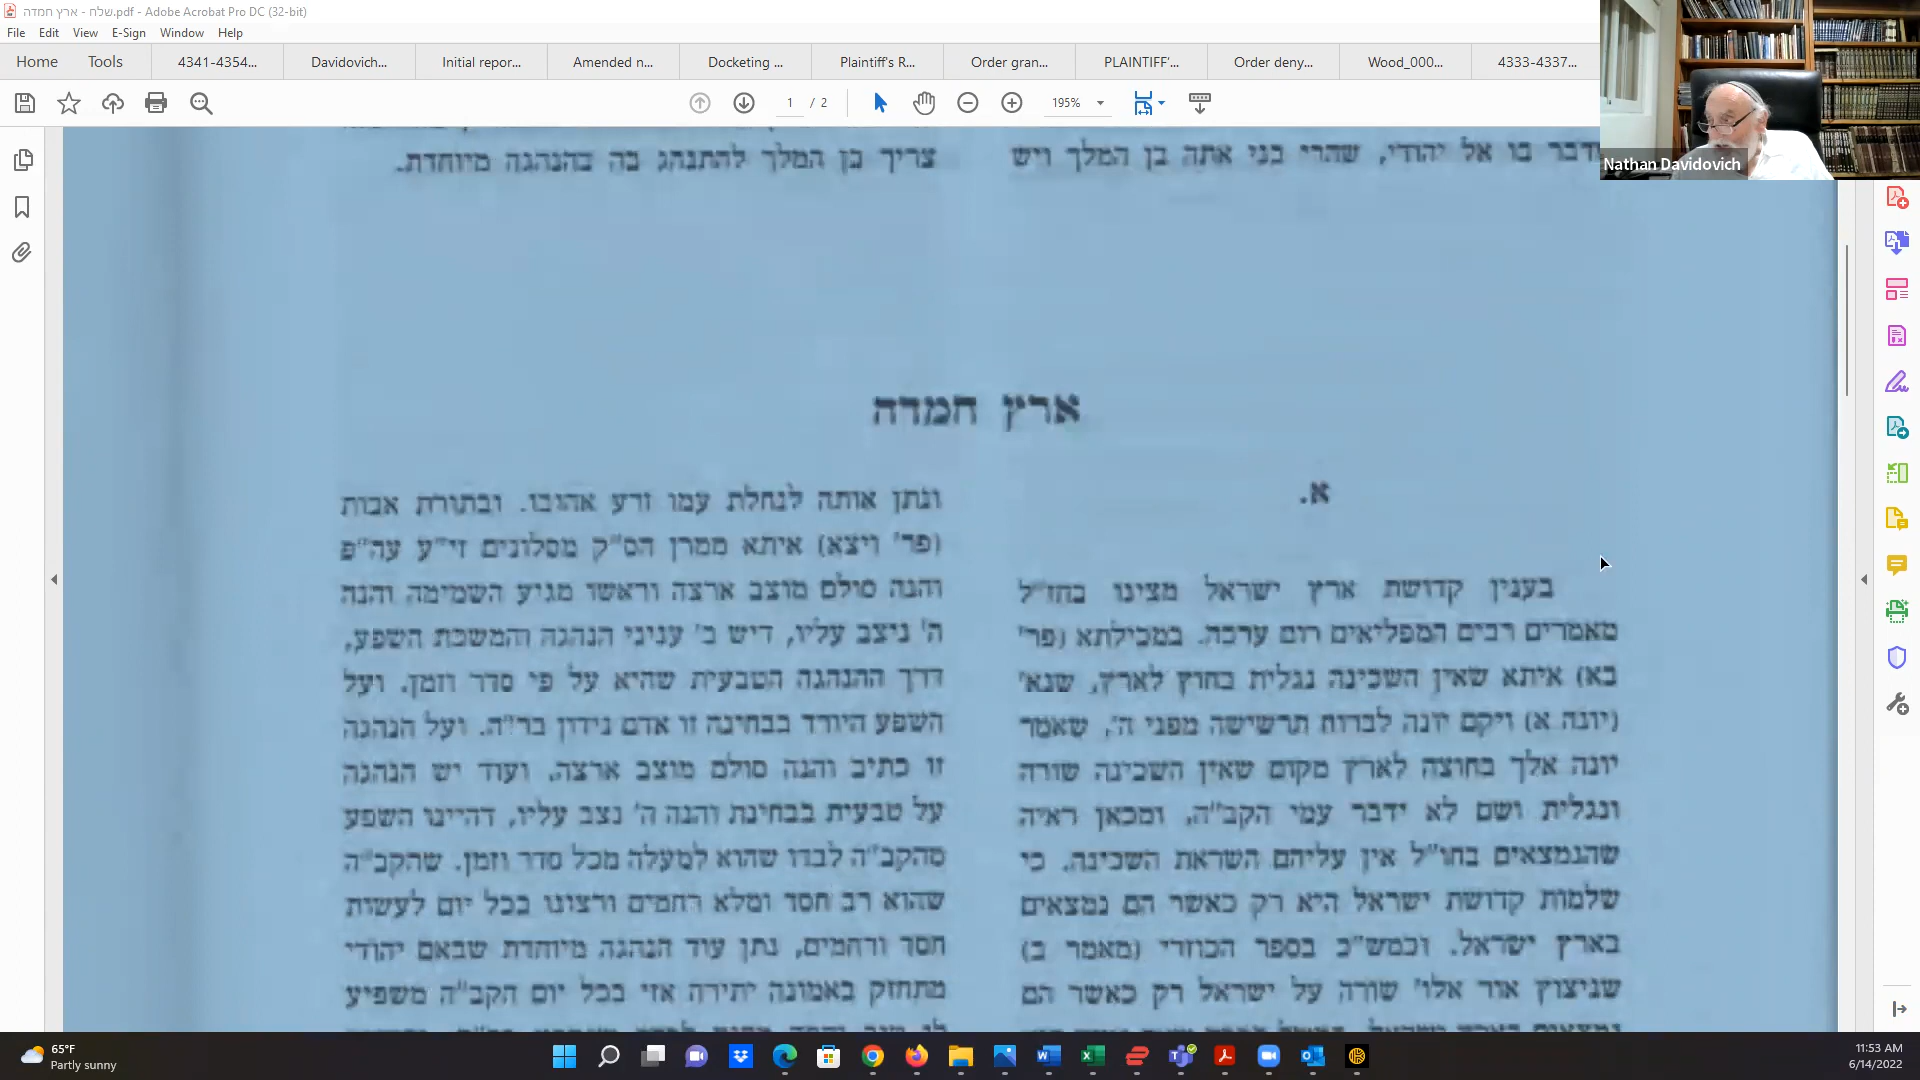 שלח - ארץ חמדה.pdf - Adobe Acrobat Pro DC (32-bit)
File Edit View E-Sign Window Help
Home Tools 4341-4354... Davidovich... Initial repor... Amended n... Docketing ... Plaintiff's R... Order gran... PLAINTIFF'... Order deny... Wood_000... 4333-4337...
1 / 2 195%
Nathan Davidovich
בו אל יהודי, שהרי בני אתה בן המלך ויש
צריך בן המלך להתנהג בה בהנהגה מיוחדת.
ארץ חמדה
א.
בענין קדושת ארץ ישראל מצינו בחז"ל
מאמרים רבים המפליאים רום ערכה. במכילתא (פר'
בא) איתא שאין השכינה נגלית בחוץ לארץ, שנא'
(יונה א) ויקם יונה לברוח תרשישה מפני ה', שאמר
יונה אלך בחוצה לארץ מקום שאין השכינה שורה
ונגלית ושם לא ידבר עמי הקב"ה, ומכאן ראיה
שהנמצאים בחו"ל אין עליהם השראת השכינה, כי
שלמות קדושת ישראל היא רק כאשר הם נמצאים
בארץ ישראל. וכמש"כ בספר הכוזרי (מאמר ב)
שניצוץ אור אלו' שורה על ישראל רק כאשר הם
ונתן אותה לנחלת עמו זרע אהובו. ובתורת אבות
(פר' ויצא) איתא ממרן הס"ק מסלונים זי"ע עה"פ
והנה סולם מוצב ארצה וראשו מגיע השמימה והנה
ה' ניצב עליו, דיש ב' עניני הנהגה והמשכת השפע,
דרך ההנהגה הטבעית שהיא על פי סדר וזמן. ועל
השפע היורד בבחינה זו אדם נידון בר"ה. ועל הנהגה
זו כתיב והנה סולם מוצב ארצה. ועוד יש הנהגה
על טבעית בבחינת והנה ה' נצב עליו, דהיינו השפע
מהקב"ה לבדו שהוא למעלה מכל סדר וזמן. שהקב"ה
שהוא רב חסד ומלא רחמים ורצונו בכל יום לעשות
חסד ורחמים, נתן עוד הנהגה מיוחדת שבאם יהודי
מתחזק באמונה יתירה אזי בכל יום הקב"ה משפיע
65°F
Partly sunny
11:53 AM
6/14/2022